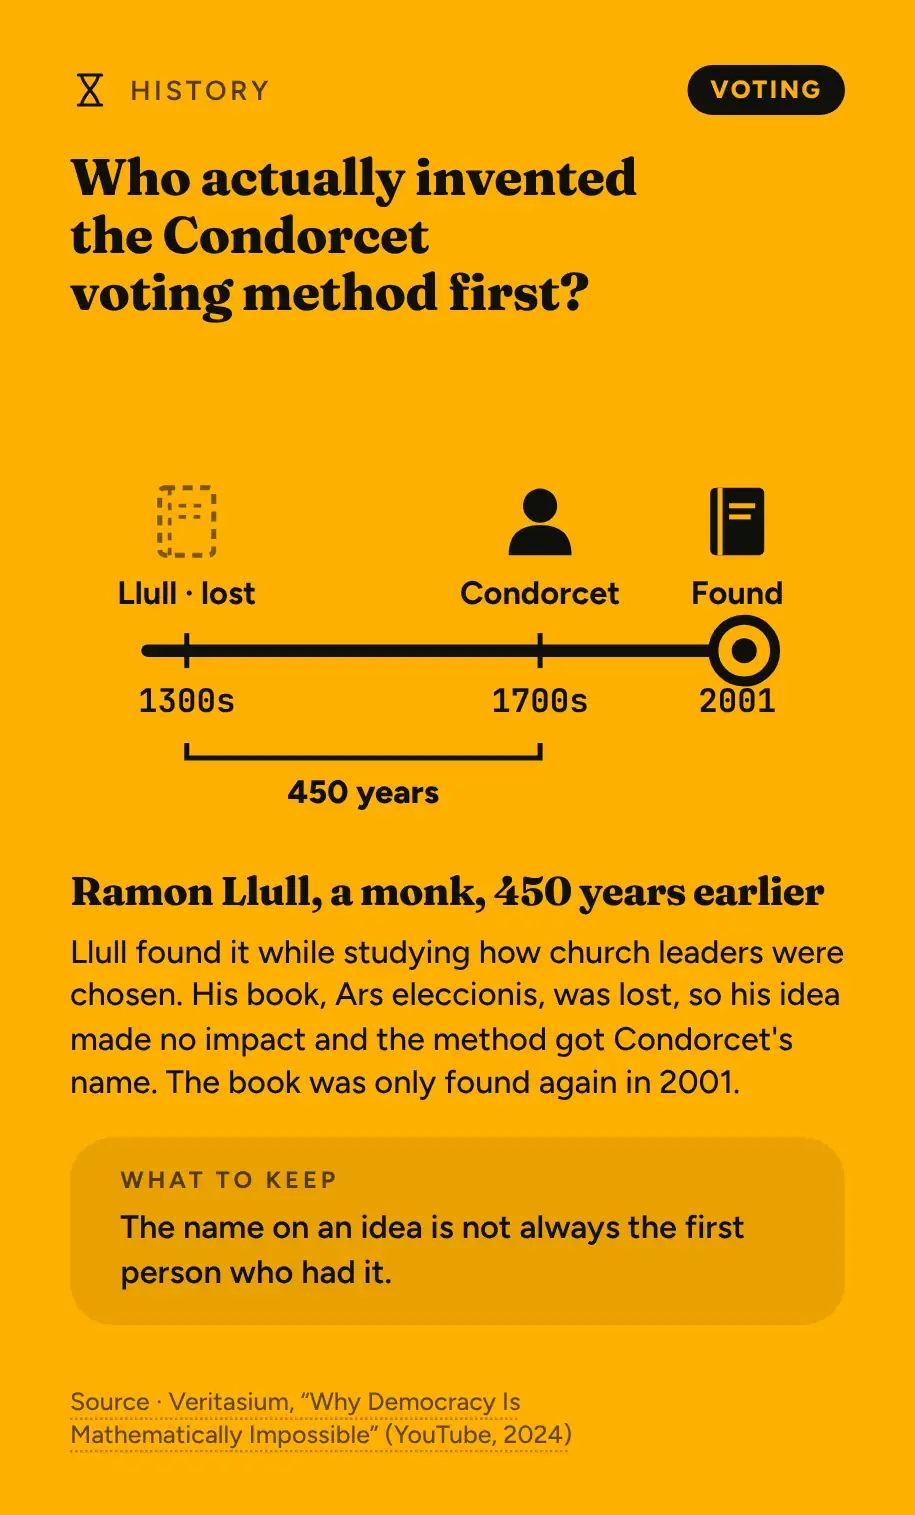 HISTORY
VOTING
Who actually invented
the Condorcet
voting method first?
Llull · lost
Condorcet
Found
1300s
1700s
2001
450 years
Ramon Llull, a monk, 450 years earlier
Llull found it while studying how church leaders were
chosen. His book, Ars eleccionis, was lost, so his idea
made no impact and the method got Condorcet's
name. The book was only found again in 2001.
WHAT TO KEEP
The name on an idea is not always the first
person who had it.
Source · Veritasium, “Why Democracy Is
Mathematically Impossible” (YouTube, 2024)